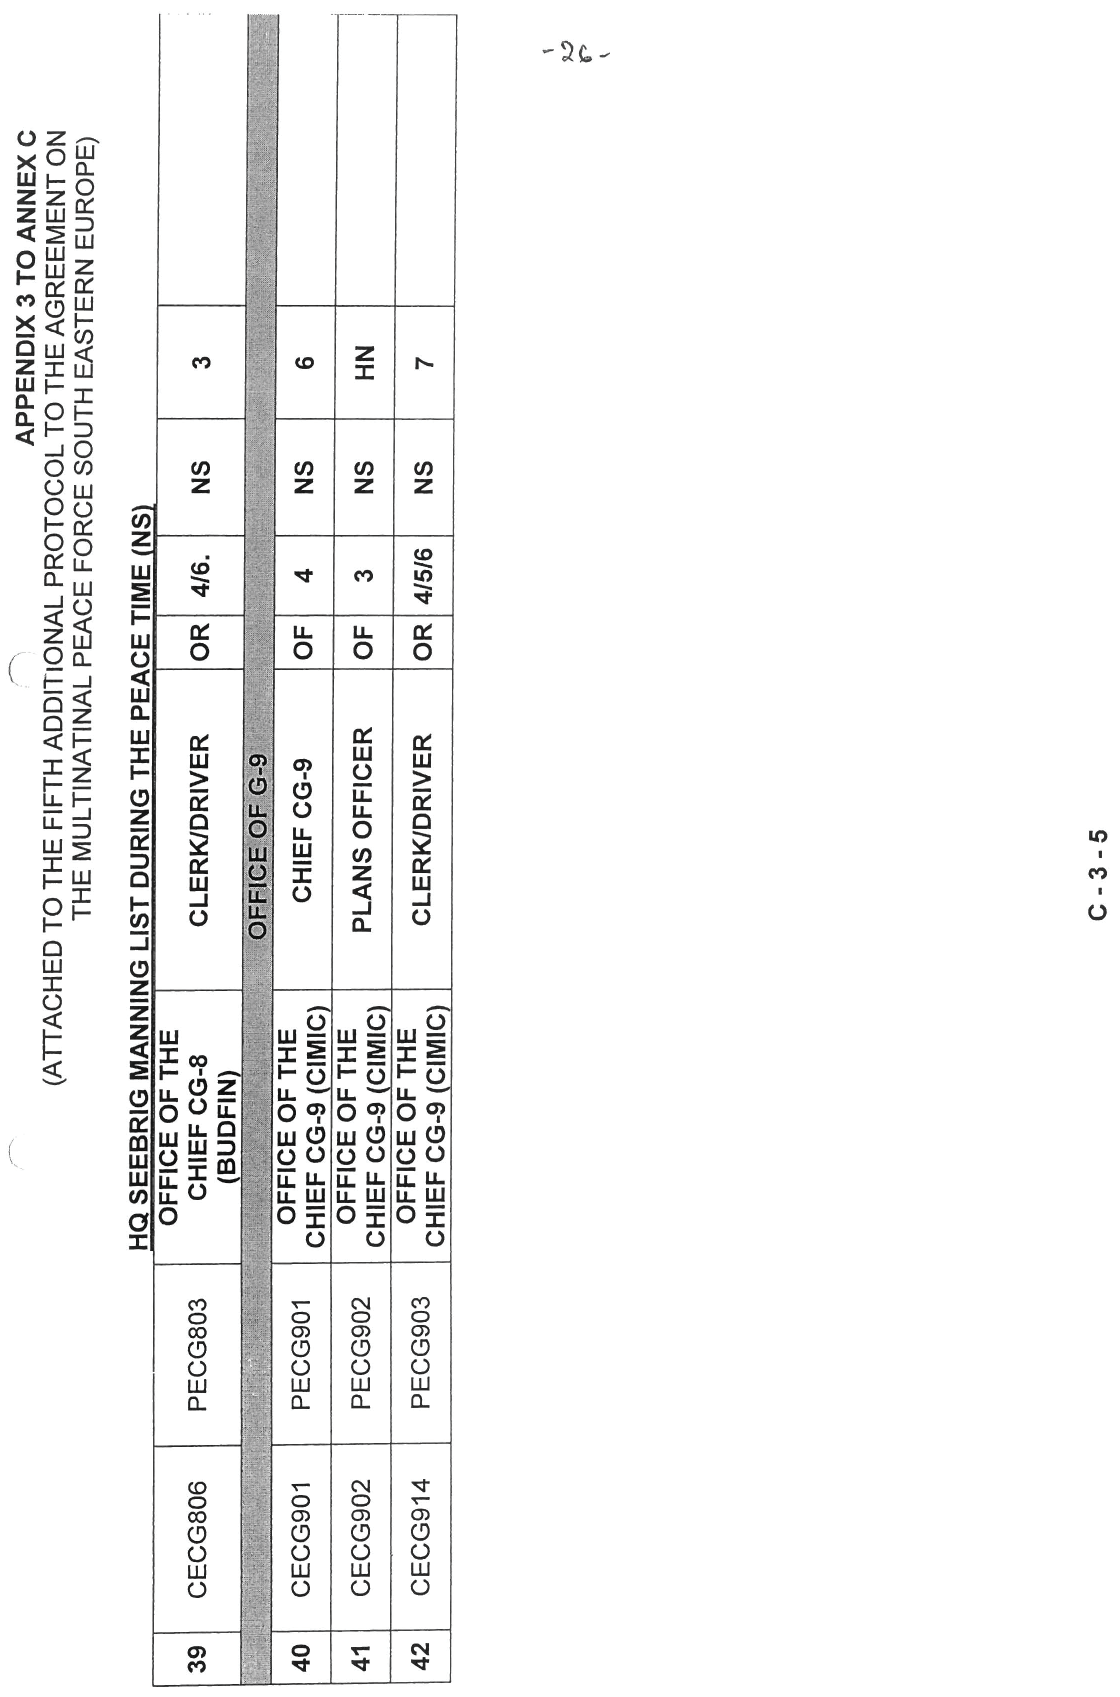 APPENDIX 3 TO ANNEX C
(ATTACHED TO THE FIFTH ADDITIONAL PROTOCOL TO THE AGREEMENT ON
THE MULTINATINAL PEACE FORCE SOUTH EASTERN EUROPE)
HQ SEEBRIG MANNING LIST DURING THE PEACE TIME (NS)
39 CECG806 PECG803 OFFICE OF THE
CHIEF CG-8
(BUDFIN) CLERK/DRIVER OR 4/6. NS 3
OFFICE OF G-9
40 CECG901 PECG901 OFFICE OF THE
CHIEF CG-9 (CIMIC) CHIEF CG-9 OF 4 NS 6
41 CECG902 PECG902 OFFICE OF THE
CHIEF CG-9 (CIMIC) PLANS OFFICER OF 3 NS HN
42 CECG914 PECG903 OFFICE OF THE
CHIEF CG-9 (CIMIC) CLERK/DRIVER OR 4/5/6 NS 7
-26-
C - 3 - 5